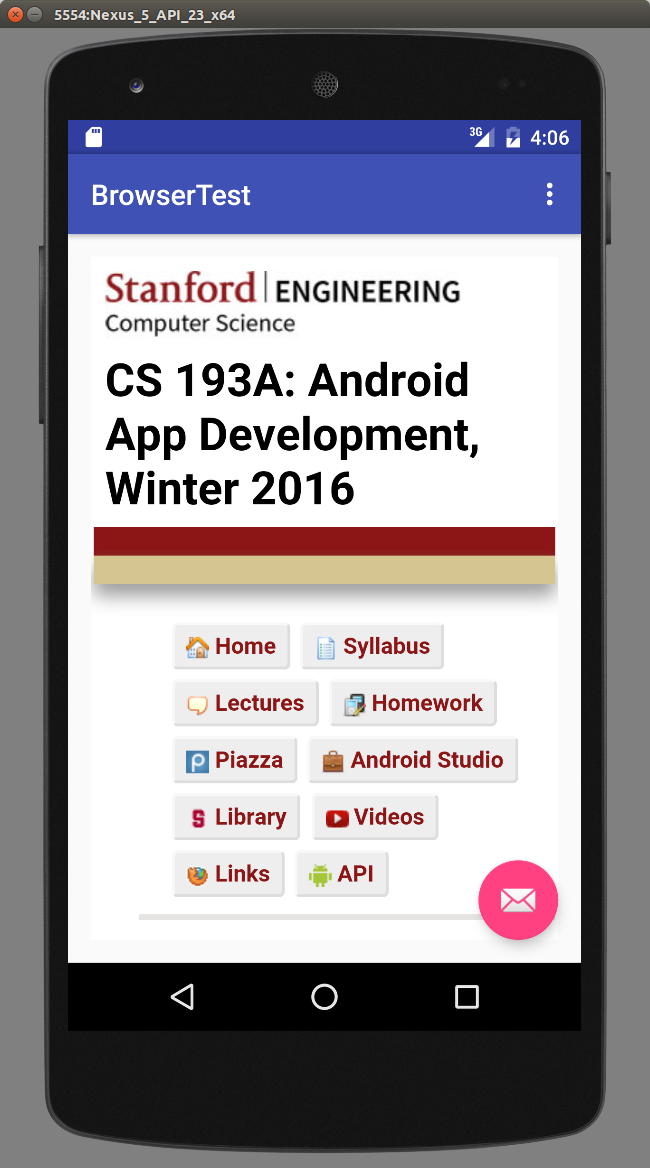 5554:Nexus_5_API_23_x64
3G 4:06
BrowserTest
Stanford ENGINEERING
Computer Science
CS 193A: Android
App Development,
Winter 2016
Home Syllabus
Lectures Homework
Piazza Android Studio
Library Videos
Links API